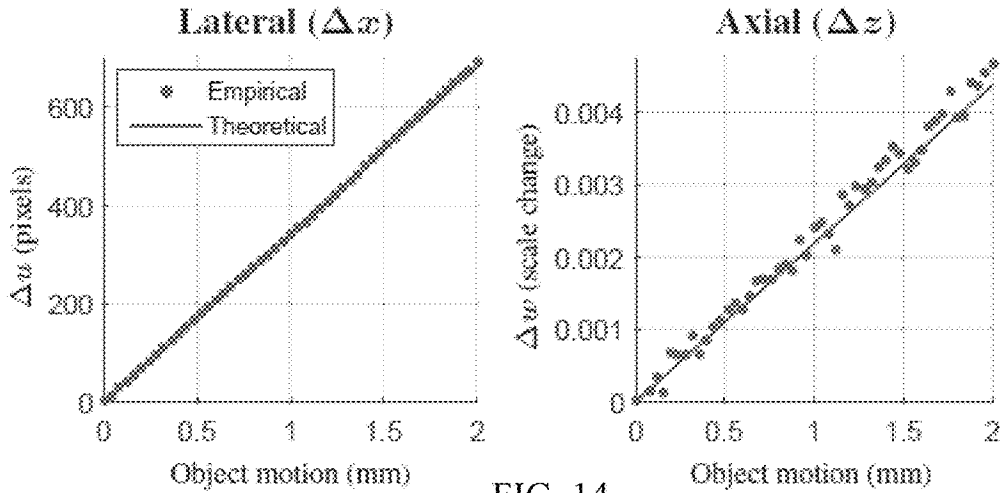 Lateral (Δx)
Empirical
Theoretical
600
400
200
0
Δu (pixels)
0 0.5 1 1.5 2
Object motion (mm)
Axial (Δz)
0.004
0.003
0.002
0.001
0
Δw (scale change)
0 0.5 1 1.5 2
Object motion (mm)
FIG. 14